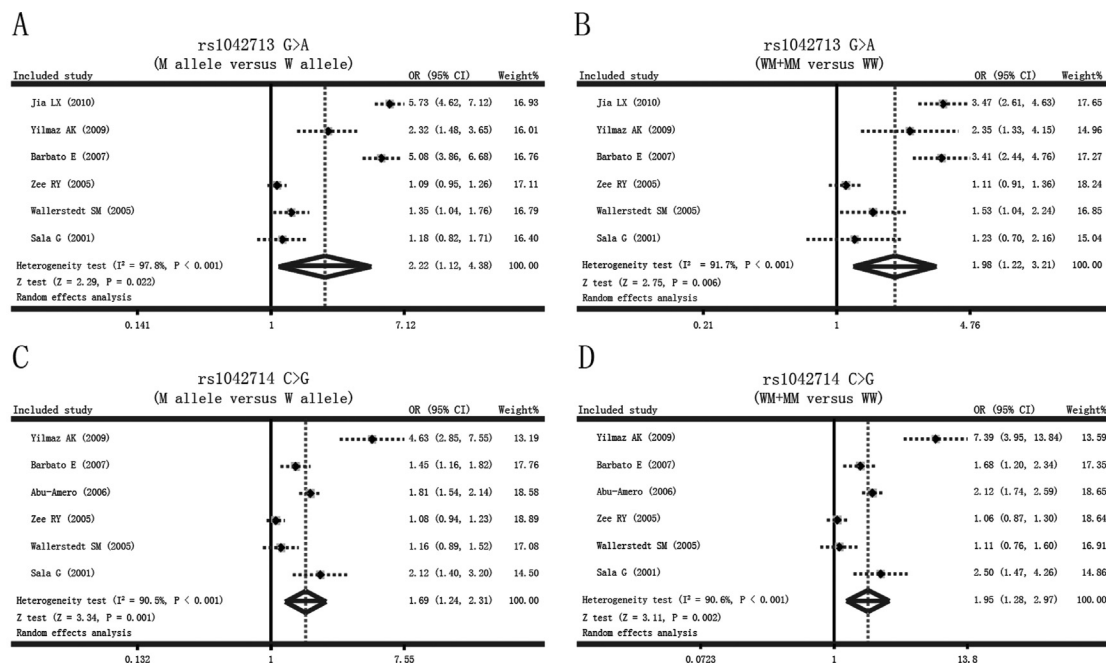 A
rs1042713 G>A
(M allele versus W allele)
Included study OR (95% CI) Weight%
Jia LX (2010) 5.73 (4.62, 7.12) 16.93
Yilmaz AK (2009) 2.32 (1.48, 3.65) 16.01
Barbato E (2007) 5.08 (3.86, 6.68) 16.76
Zee RY (2005) 1.09 (0.95, 1.26) 17.11
Wallerstedt SM (2005) 1.35 (1.04, 1.76) 16.79
Sala G (2001) 1.18 (0.82, 1.71) 16.40
Heterogeneity test (I² = 97.8%, P < 0.001) 2.22 (1.12, 4.38) 100.00
Z test (Z = 2.29, P = 0.022)
Random effects analysis
0.141 1 7.12
B
rs1042713 G>A
(WM+MM versus WW)
Included study OR (95% CI) Weight%
Jia LX (2010) 3.47 (2.61, 4.63) 17.65
Yilmaz AK (2009) 2.35 (1.33, 4.15) 14.96
Barbato E (2007) 3.41 (2.44, 4.76) 17.27
Zee RY (2005) 1.11 (0.91, 1.36) 18.24
Wallerstedt SM (2005) 1.53 (1.04, 2.24) 16.85
Sala G (2001) 1.23 (0.70, 2.16) 15.04
Heterogeneity test (I² = 91.7%, P < 0.001) 1.98 (1.22, 3.21) 100.00
Z test (Z = 2.75, P = 0.006)
Random effects analysis
0.21 1 4.76
C
rs1042714 C>G
(M allele versus W allele)
Included study OR (95% CI) Weight%
Yilmaz AK (2009) 4.63 (2.85, 7.55) 13.19
Barbato E (2007) 1.45 (1.16, 1.82) 17.76
Abu-Amero (2006) 1.81 (1.54, 2.14) 18.58
Zee RY (2005) 1.08 (0.94, 1.23) 18.89
Wallerstedt SM (2005) 1.16 (0.89, 1.52) 17.08
Sala G (2001) 2.12 (1.40, 3.20) 14.50
Heterogeneity test (I² = 90.5%, P < 0.001) 1.69 (1.24, 2.31) 100.00
Z test (Z = 3.34, P = 0.001)
Random effects analysis
0.132 1 7.55
D
rs1042714 C>G
(WM+MM versus WW)
Included study OR (95% CI) Weight%
Yilmaz AK (2009) 7.39 (3.95, 13.84) 13.59
Barbato E (2007) 1.68 (1.20, 2.34) 17.35
Abu-Amero (2006) 2.12 (1.74, 2.59) 18.65
Zee RY (2005) 1.06 (0.87, 1.30) 18.64
Wallerstedt SM (2005) 1.11 (0.76, 1.60) 16.91
Sala G (2001) 2.50 (1.47, 4.26) 14.86
Heterogeneity test (I² = 90.6%, P < 0.001) 1.95 (1.28, 2.97) 100.00
Z test (Z = 3.11, P = 0.002)
Random effects analysis
0.0723 1 13.8